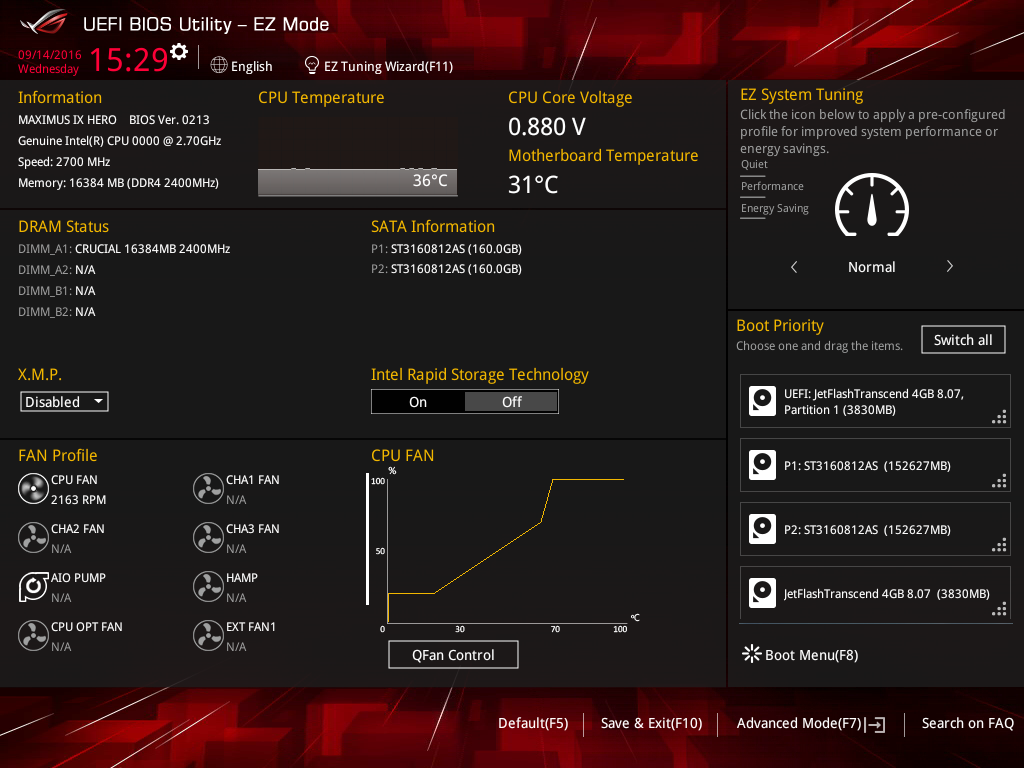 UEFI BIOS Utility – EZ Mode
09/14/2016
Wednesday
15:29
English
EZ Tuning Wizard(F11)
Information
MAXIMUS IX HERO BIOS Ver. 0213
Genuine Intel(R) CPU 0000 @ 2.70GHz
Speed: 2700 MHz
Memory: 16384 MB (DDR4 2400MHz)
CPU Temperature
36°C
CPU Core Voltage
0.880 V
Motherboard Temperature
31°C
EZ System Tuning
Click the icon below to apply a pre-configured
profile for improved system performance or
energy savings.
Quiet
Performance
Energy Saving
Normal
DRAM Status
DIMM_A1: CRUCIAL 16384MB 2400MHz
DIMM_A2: N/A
DIMM_B1: N/A
DIMM_B2: N/A
SATA Information
P1: ST3160812AS (160.0GB)
P2: ST3160812AS (160.0GB)
X.M.P.
Disabled
Intel Rapid Storage Technology
On Off
Boot Priority
Choose one and drag the items.
Switch all
UEFI: JetFlashTranscend 4GB 8.07,
Partition 1 (3830MB)
P1: ST3160812AS (152627MB)
P2: ST3160812AS (152627MB)
JetFlashTranscend 4GB 8.07 (3830MB)
Boot Menu(F8)
FAN Profile
CPU FAN
2163 RPM
CHA1 FAN
N/A
CHA2 FAN
N/A
CHA3 FAN
N/A
AIO PUMP
N/A
HAMP
N/A
CPU OPT FAN
N/A
EXT FAN1
N/A
CPU FAN
%
100
50
0 30 70 100
°C
QFan Control
Default(F5)
Save & Exit(F10)
Advanced Mode(F7)
Search on FAQ